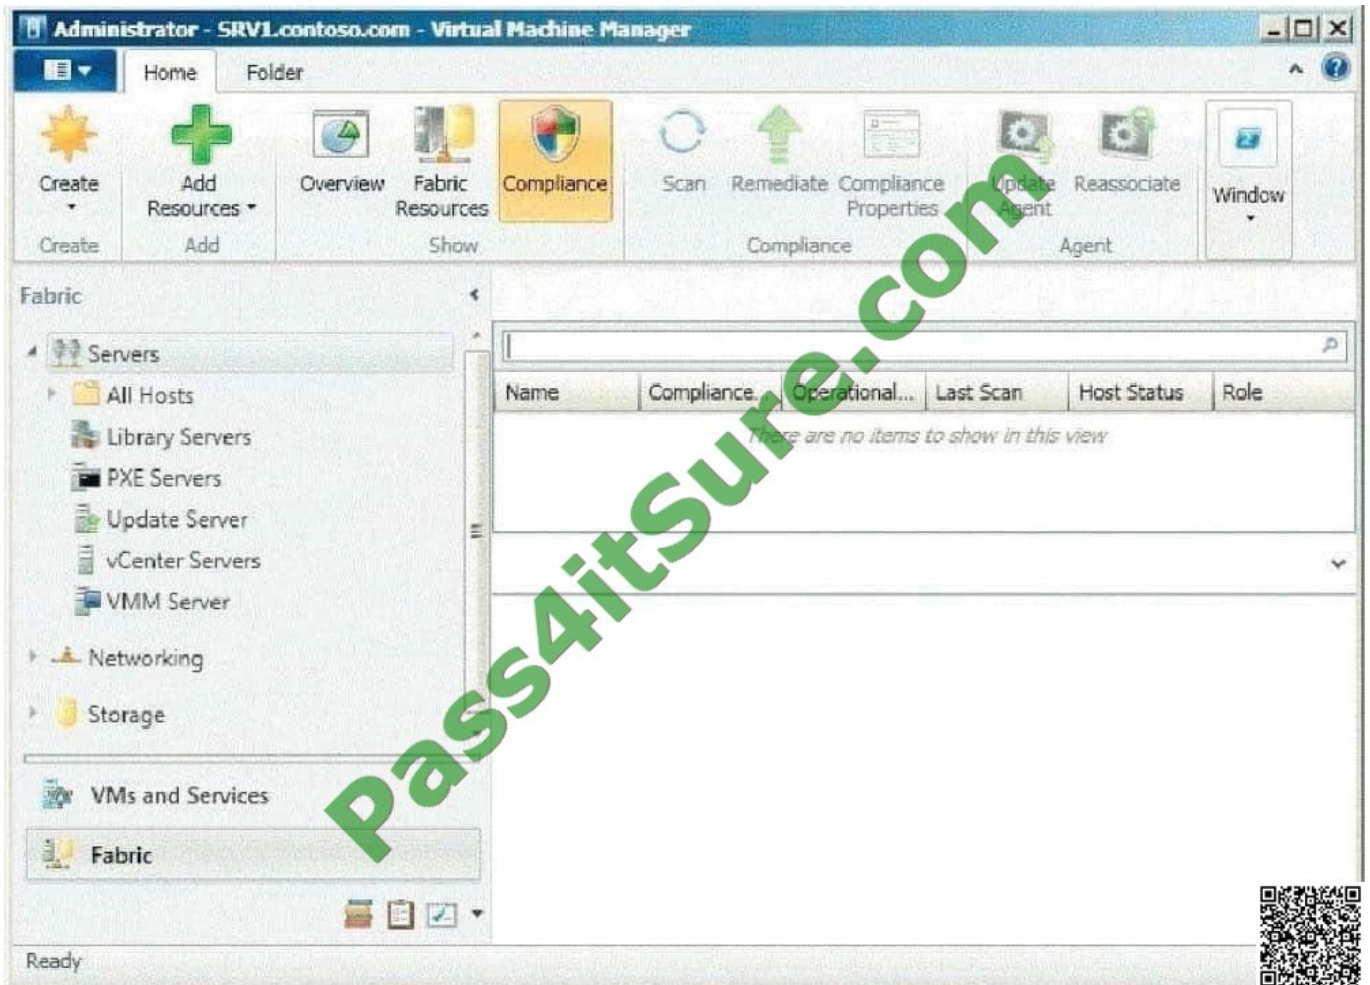 Administrator - SRV1.contoso.com - Virtual Machine Manager
Home Folder
Create Add Resources Overview Fabric Resources Compliance Scan Remediate Compliance Properties Update Agent Reassociate Window
Create Add Show Compliance Agent
Fabric
Servers
Name Compliance... Operational... Last Scan Host Status Role
All Hosts
There are no items to show in this view
Library Servers
PXE Servers
Update Server
vCenter Servers
VMM Server
Networking
Storage
VMs and Services
Fabric
Ready
Pass4itSure.com